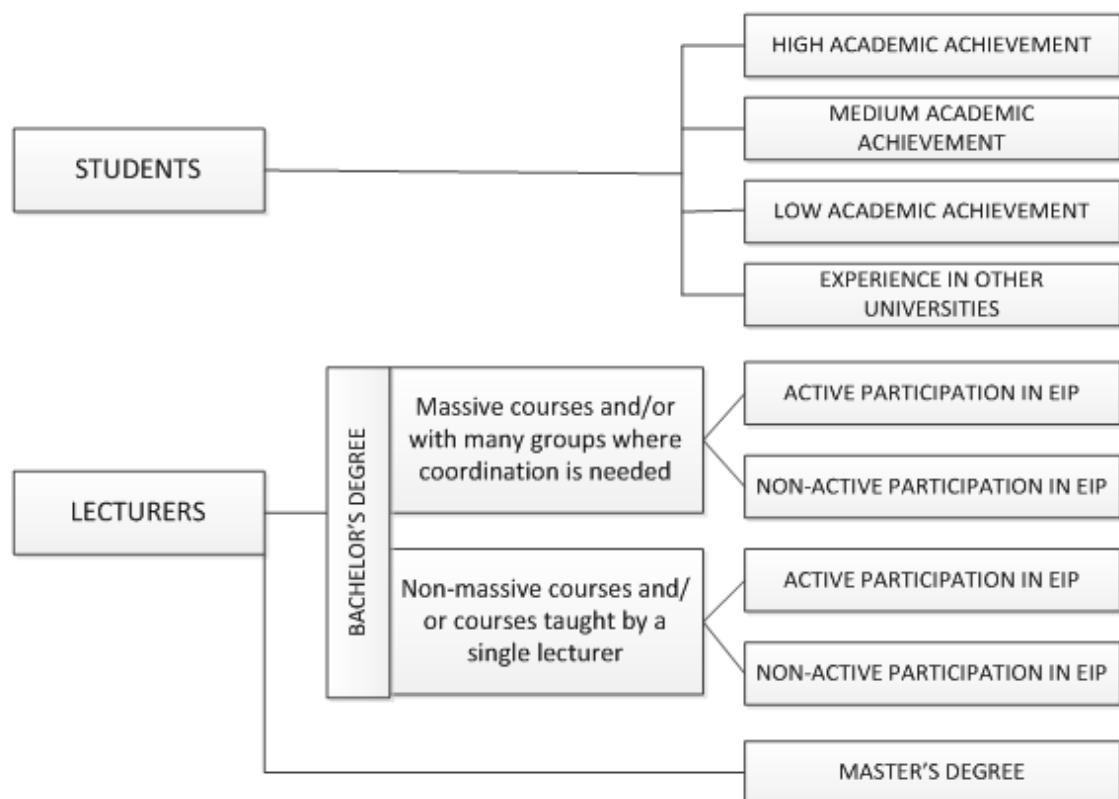 HIGH ACADEMIC ACHIEVEMENT
MEDIUM ACADEMIC
ACHIEVEMENT
STUDENTS
LOW ACADEMIC ACHIEVEMENT
EXPERIENCE IN OTHER
UNIVERSITIES
LECTURERS
BACHELOR'S DEGREE
Massive courses and/or
with many groups where
coordination is needed
ACTIVE PARTICIPATION IN EIP
NON-ACTIVE PARTICIPATION IN EIP
Non-massive courses and/
or courses taught by a
single lecturer
ACTIVE PARTICIPATION IN EIP
NON-ACTIVE PARTICIPATION IN EIP
MASTER'S DEGREE